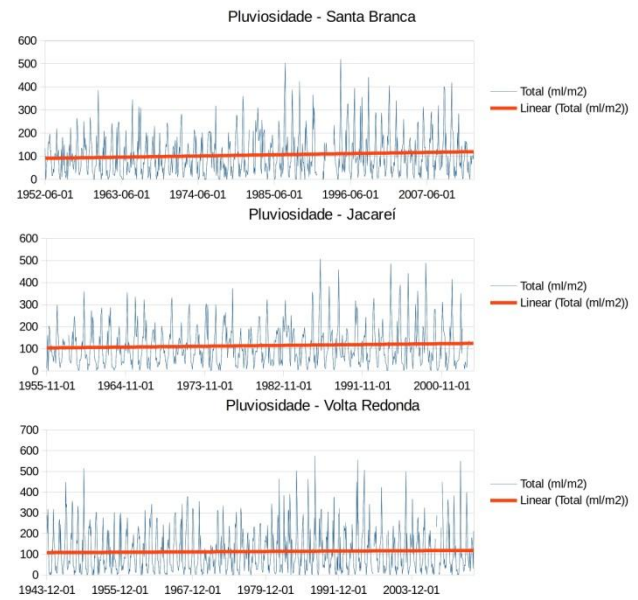 Pluviosidade - Santa Branca
600
500
400
300
200
100
0
1952-06-01 1963-06-01 1974-06-01 1985-06-01 1996-06-01 2007-06-01
Total (ml/m2)
Linear (Total (ml/m2))
Pluviosidade - Jacareí
600
500
400
300
200
100
0
1955-11-01 1964-11-01 1973-11-01 1982-11-01 1991-11-01 2000-11-01
Total (ml/m2)
Linear (Total (ml/m2))
Pluviosidade - Volta Redonda
700
600
500
400
300
200
100
0
1943-12-01 1955-12-01 1967-12-01 1979-12-01 1991-12-01 2003-12-01
Total (ml/m2)
Linear (Total (ml/m2))